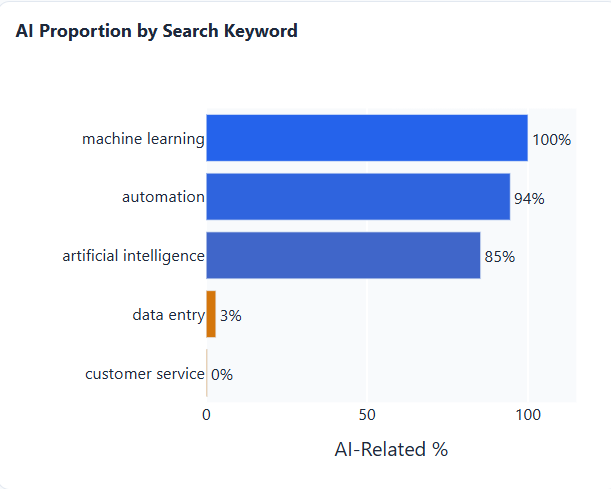 AI Proportion by Search Keyword
machine learning 100%
automation 94%
artificial intelligence 85%
data entry 3%
customer service 0%
0 50 100
AI-Related %